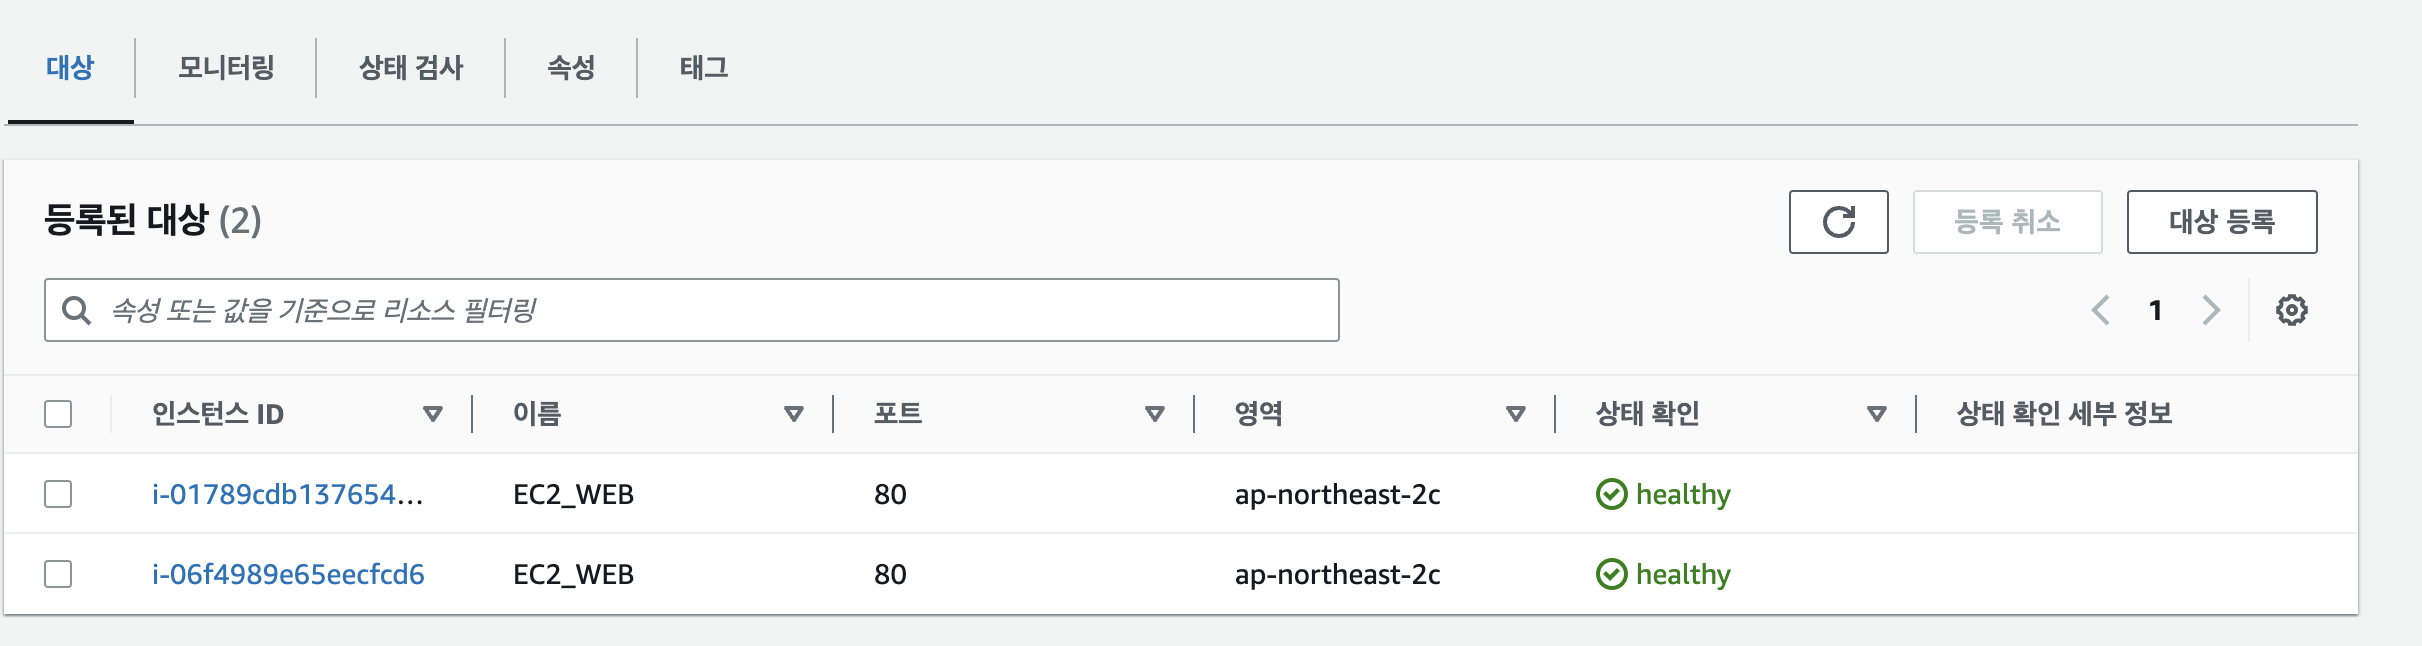 대상 모니터링 상태 검사 속성 태그
등록된 대상 (2) 등록 취소 대상 등록
속성 또는 값을 기준으로 리소스 필터링 1
인스턴스 ID 이름 포트 영역 상태 확인 상태 확인 세부 정보
i-01789cdb137654... EC2_WEB 80 ap-northeast-2c healthy
i-06f4989e65eecfcd6 EC2_WEB 80 ap-northeast-2c healthy